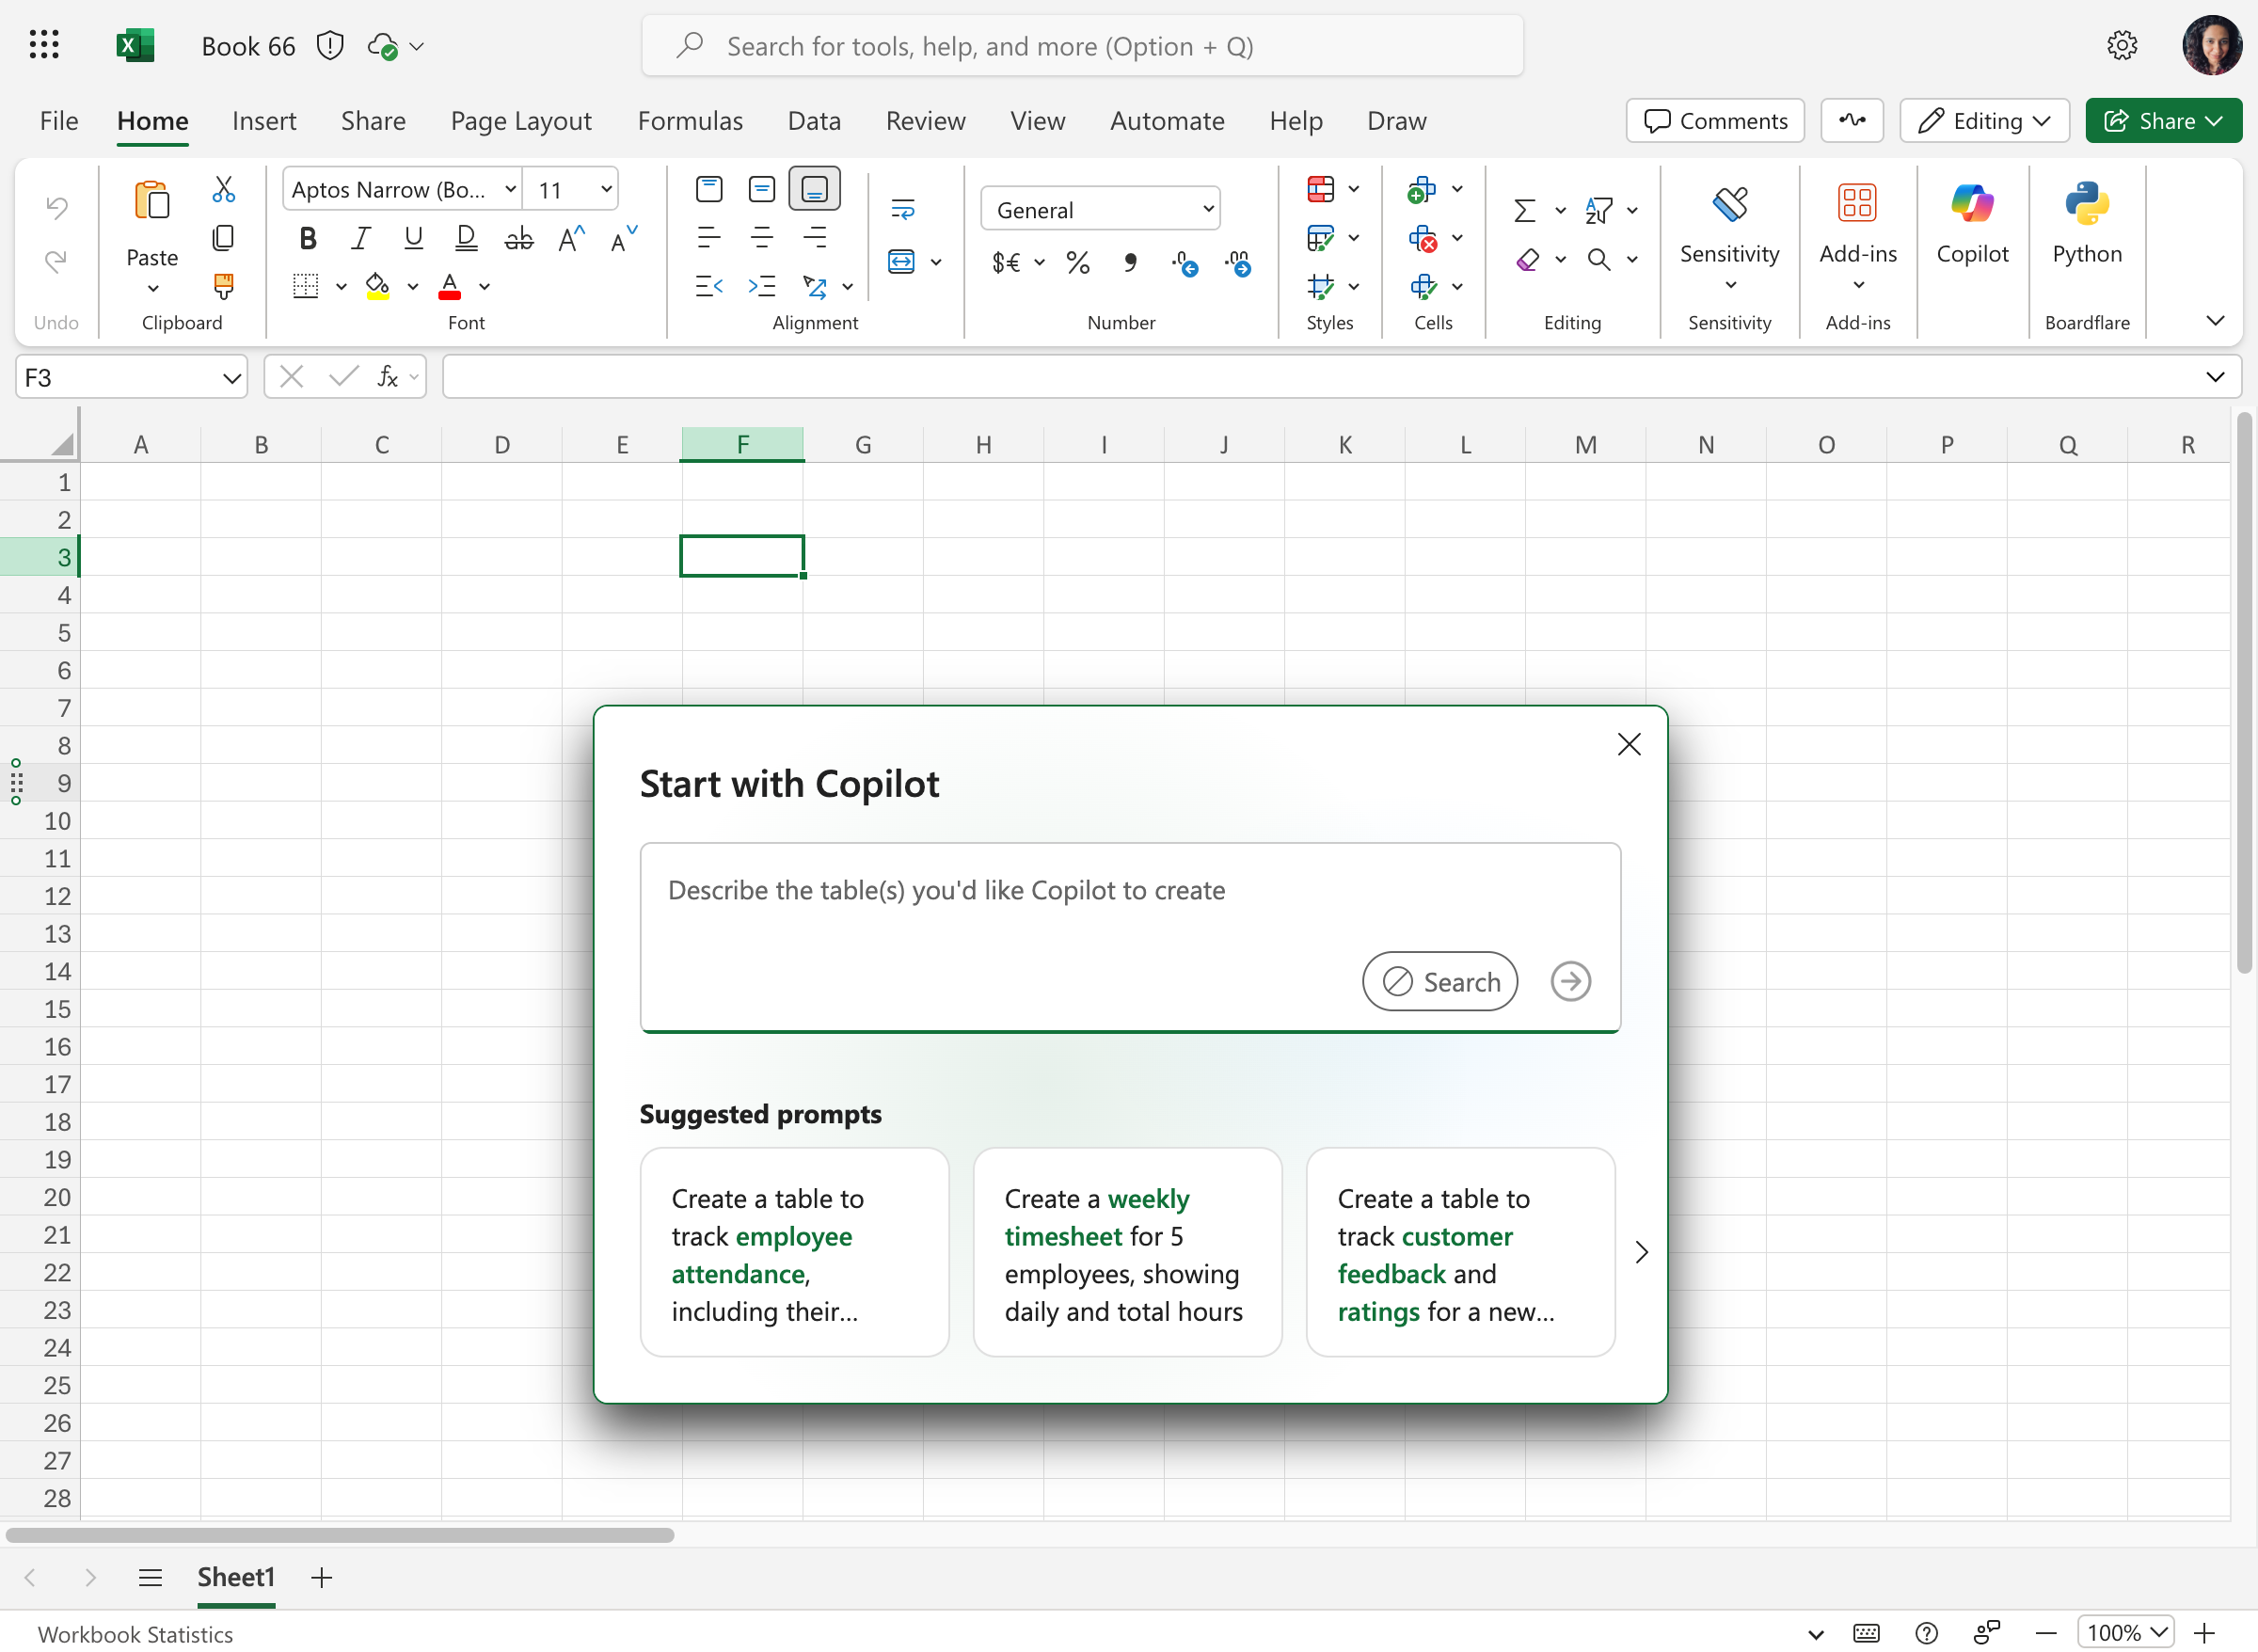 Book 66
Search for tools, help, and more (Option + Q)
File Home Insert Share Page Layout Formulas Data Review View Automate Help Draw
Comments Editing Share
Aptos Narrow (Bo... 11
General
Paste
Sensitivity Add-ins Copilot Python
Undo Clipboard Font Alignment Number Styles Cells Editing Sensitivity Add-ins Boardflare
F3 fx
A B C D E F G H I J K L M N O P Q R
1
2
3
4
5
6
7
8
9
10
11
12
13
14
15
16
17
18
19
20
21
22
23
24
25
26
27
28
Start with Copilot
Describe the table(s) you'd like Copilot to create
Search
Suggested prompts
Create a table to
track employee
attendance,
including their...
Create a weekly
timesheet for 5
employees, showing
daily and total hours
Create a table to
track customer
feedback and
ratings for a new...
Sheet1
Workbook Statistics
100%